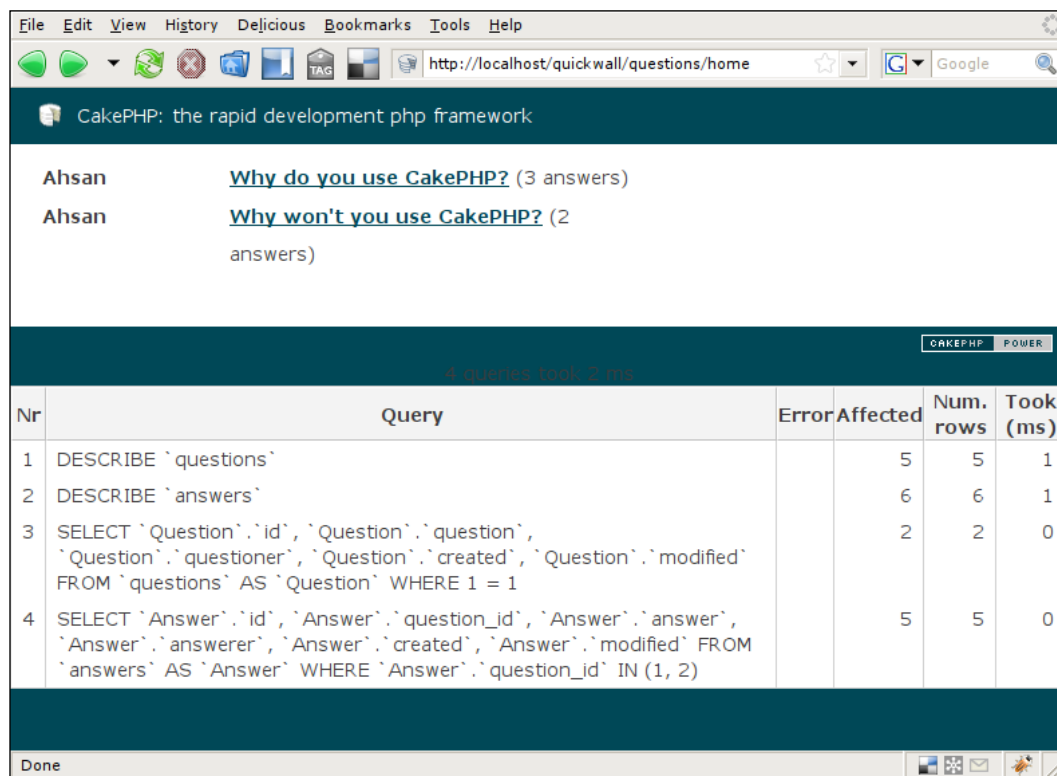 File Edit View History Delicious Bookmarks Tools Help
TAG http://localhost/quickwall/questions/home G Google
CakePHP: the rapid development php framework
Ahsan Why do you use CakePHP? (3 answers)
Ahsan Why won't you use CakePHP? (2
answers)
CAKEPHP POWER
4 queries took 2 ms
Nr Query Error Affected Num. rows Took (ms)
1 DESCRIBE `questions` 5 5 1
2 DESCRIBE `answers` 6 6 1
3 SELECT `Question`.`id`, `Question`.`question`, 2 2 0
`Question`.`questioner`, `Question`.`created`, `Question`.`modified`
FROM `questions` AS `Question` WHERE 1 = 1
4 SELECT `Answer`.`id`, `Answer`.`question_id`, `Answer`.`answer`, 5 5 0
`Answer`.`answerer`, `Answer`.`created`, `Answer`.`modified` FROM
`answers` AS `Answer` WHERE `Answer`.`question_id` IN (1, 2)
Done